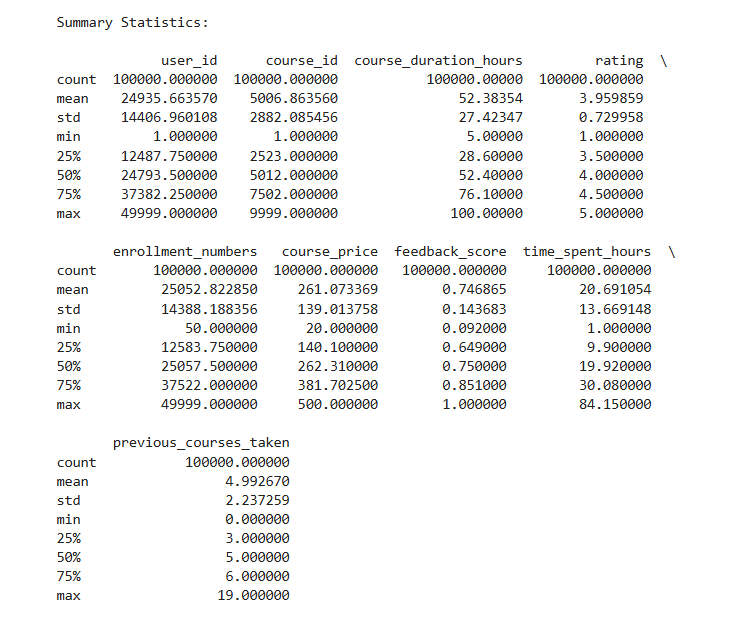 Summary Statistics:
user_id course_id course_duration_hours rating \
count 100000.000000 100000.000000 100000.00000 100000.000000
mean 24935.663570 5006.863560 52.38354 3.959859
std 14406.960108 2882.085456 27.42347 0.729958
min 1.000000 1.000000 5.00000 1.000000
25% 12487.750000 2523.000000 28.60000 3.500000
50% 24793.500000 5012.000000 52.40000 4.000000
75% 37382.250000 7502.000000 76.10000 4.500000
max 49999.000000 9999.000000 100.00000 5.000000
enrollment_numbers course_price feedback_score time_spent_hours \
count 100000.000000 100000.000000 100000.000000 100000.000000
mean 25052.822850 261.073369 0.746865 20.691054
std 14388.188356 139.013758 0.143683 13.669148
min 50.000000 20.000000 0.092000 1.000000
25% 12583.750000 140.100000 0.649000 9.900000
50% 25057.500000 262.310000 0.750000 19.920000
75% 37522.000000 381.702500 0.851000 30.080000
max 49999.000000 500.000000 1.000000 84.150000
previous_courses_taken
count 100000.000000
mean 4.992670
std 2.237259
min 0.000000
25% 3.000000
50% 5.000000
75% 6.000000
max 19.000000